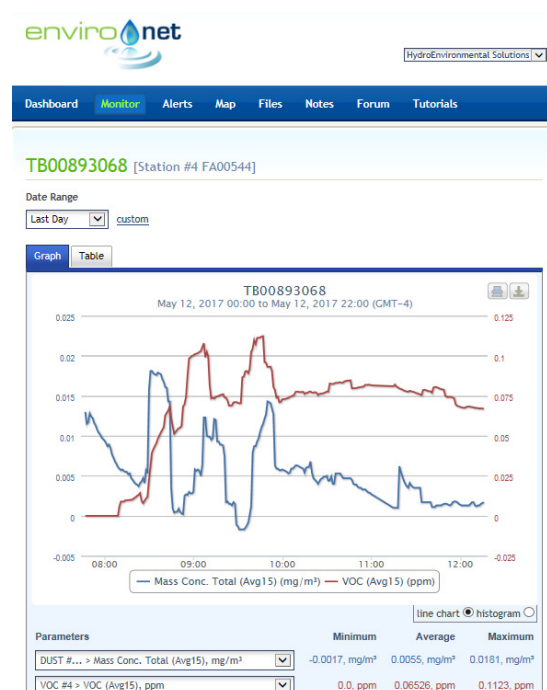 enviro net
HydroEnvironmental Solutions
Dashboard Monitor Alerts Map Files Notes Forum Tutorials
TB00893068 [Station #4 FA00544]
Date Range
Last Day custom
Graph Table
TB00893068
May 12, 2017 00:00 to May 12, 2017 22:00 (GMT-4)
0.025 0.125
0.02 0.1
0.015 0.075
0.01 0.05
0.005 0.025
0 0
-0.005 -0.025
08:00 09:00 10:00 11:00 12:00
Mass Conc. Total (Avg15) (mg/m³) VOC (Avg15) (ppm)
line chart histogram
Parameters Minimum Average Maximum
DUST #... > Mass Conc. Total (Avg15), mg/m³ -0.0017, mg/m³ 0.0055, mg/m³ 0.0181, mg/m³
VOC #4 > VOC (Avg15), ppm 0.0, ppm 0.06526, ppm 0.1123, ppm